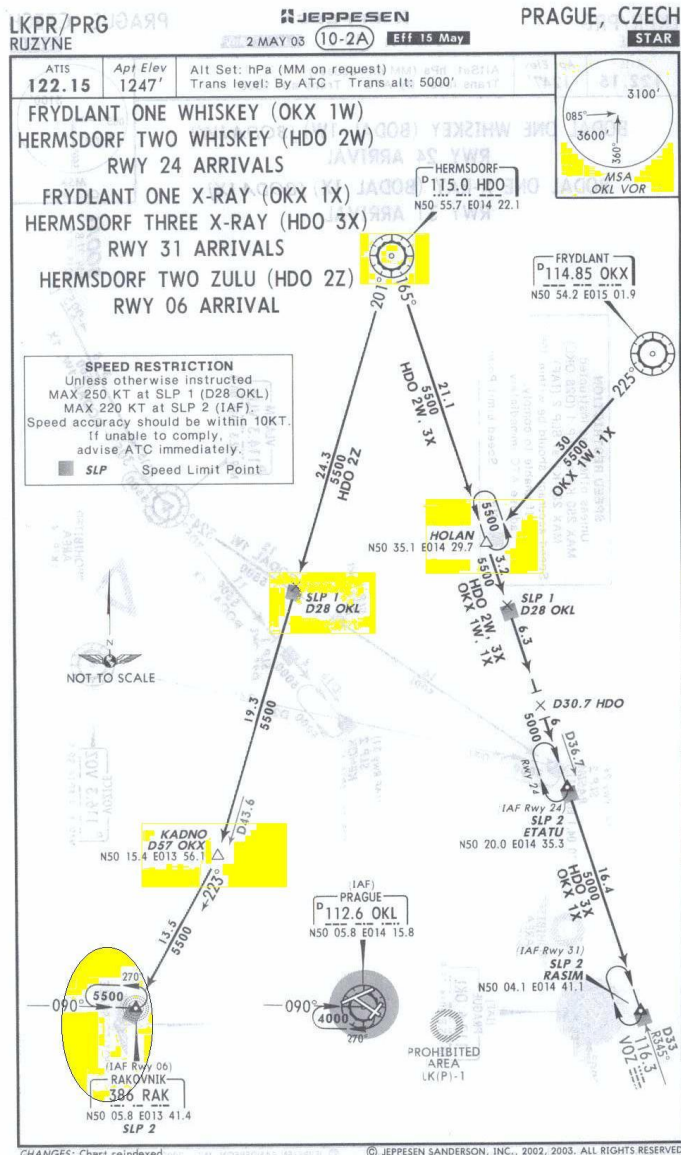 LKPR/PRG
RUZYNE
JEPPESEN
2 MAY 03
10-2A
Eff 15 May
PRAGUE, CZECH
STAR
ATIS
122.15
Apt Elev
1247'
Alt Set: hPa (MM on request)
Trans level: By ATC Trans alt: 5000'
FRYDLANT ONE WHISKEY (OKX 1W)
HERMSDORF TWO WHISKEY (HDO 2W)
RWY 24 ARRIVALS
FRYDLANT ONE X-RAY (OKX 1X)
HERMSDORF THREE X-RAY (HDO 3X)
RWY 31 ARRIVALS
HERMSDORF TWO ZULU (HDO 2Z)
RWY 06 ARRIVAL
3100'
085°
3600'
360°
MSA
OKL VOR
HERMSDORF
D 115.0 HDO
N50 55.7 E014 22.1
FRYDLANT
D 114.85 OKX
N50 54.2 E015 01.9
201°
165°
225°
SPEED RESTRICTION
Unless otherwise instructed
MAX 250 KT at SLP 1 (D28 OKL)
MAX 220 KT at SLP 2 (IAF).
Speed accuracy should be within 10KT.
If unable to comply,
advise ATC immediately.
SLP Speed Limit Point
21.1
5500
HDO 2W, 3X
30
5500
OKX 1W, 1X
24.3
5500
HDO 2Z
5500
HOLAN
N50 35.1 E014 29.7
3.2
5500
HDO 2W, 3X
OKX 1W, 1X
SLP 1
D28 OKL
SLP 1
D28 OKL
6.3
N
NOT TO SCALE
19.3
5500
D30.7 HDO
6
5000
D36.7
Rwy 24
(IAF Rwy 24)
SLP 2
ETATU
N50 20.0 E014 35.3
D43.6
KADNO
D57 OKX
N50 15.4 E013 56.1
223°
13.5
5500
16.4
5000
HDO 3X
OKX 1X
(IAF)
PRAGUE
D 112.6 OKL
N50 05.8 E014 15.8
(IAF Rwy 31)
SLP 2
RASIM
N50 04.1 E014 41.1
270°
090°
5500
090°
4000
270°
D33
R345°
116.3
VOZ
PROHIBITED
AREA
LK(P)-1
(IAF Rwy 06)
RAKOVNIK
386 RAK
N50 05.8 E013 41.4
SLP 2
CHANGES: Chart reindexed
© JEPPESEN SANDERSON, INC., 2002, 2003. ALL RIGHTS RESERVED